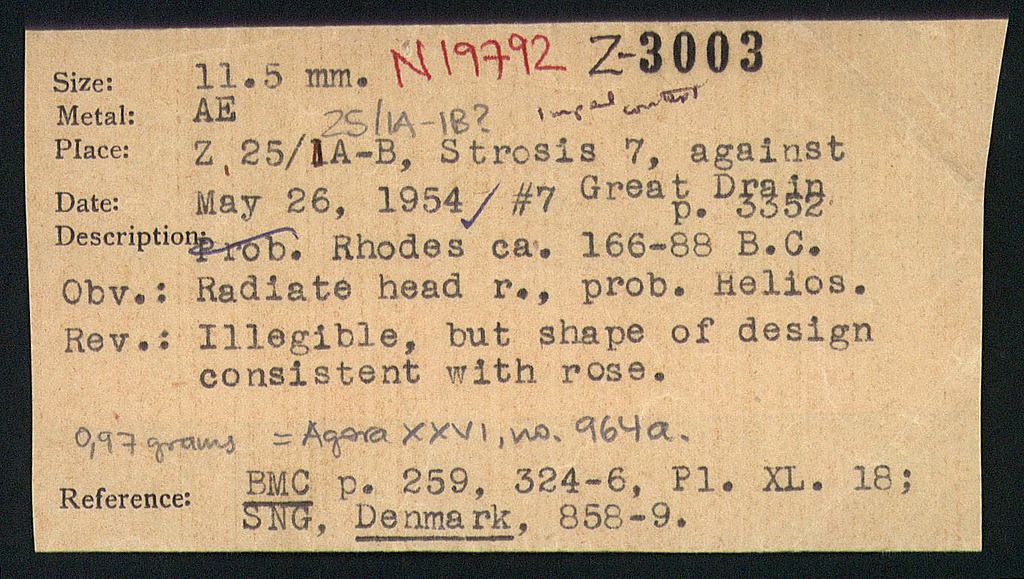 N19792 Z-3003
Size: 11.5 mm.
Metal: AE
25/1A-1B?
Place: Z 25/1A-B, Strosis 7, against
Great Drain
Date: May 26, 1954 #7 p. 3352
Description: Prob. Rhodes ca. 166-88 B.C.
Obv.: Radiate head r., prob. Helios.
Rev.: Illegible, but shape of design
consistent with rose.
0,97 grams = Agora XXVI, no. 964a.
Reference: BMC p. 259, 324-6, Pl. XL. 18;
SNG, Denmark, 858-9.